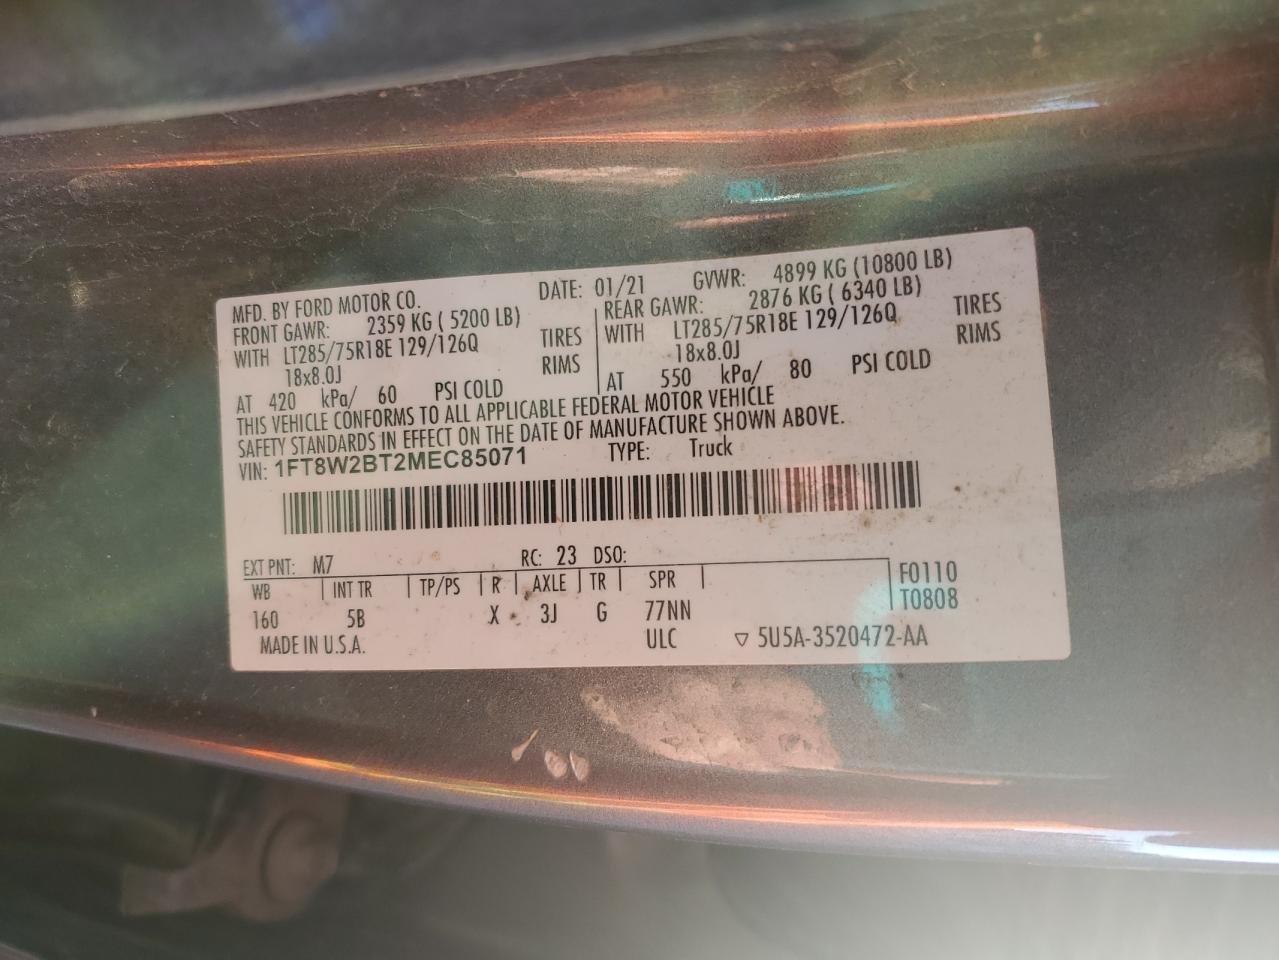 MFD. BY FORD MOTOR CO. DATE: 01/21 GVWR: 4899 KG (10800 LB)
FRONT GAWR: 2359 KG ( 5200 LB) REAR GAWR: 2876 KG ( 6340 LB)
WITH LT285/75R18E 129/126Q TIRES WITH LT285/75R18E 129/126Q TIRES
18x8.0J RIMS 18x8.0J RIMS
AT 420 kPa/ 60 PSI COLD AT 550 kPa/ 80 PSI COLD
THIS VEHICLE CONFORMS TO ALL APPLICABLE FEDERAL MOTOR VEHICLE
SAFETY STANDARDS IN EFFECT ON THE DATE OF MANUFACTURE SHOWN ABOVE.
VIN: 1FT8W2BT2MEC85071 TYPE: Truck
EXT PNT: M7 RC: 23 DSO:
WB INT TR TP/PS R AXLE TR SPR F0110
160 5B X 3J G 77NN T0808
MADE IN U.S.A. ULC ▽ 5U5A-3520472-AA